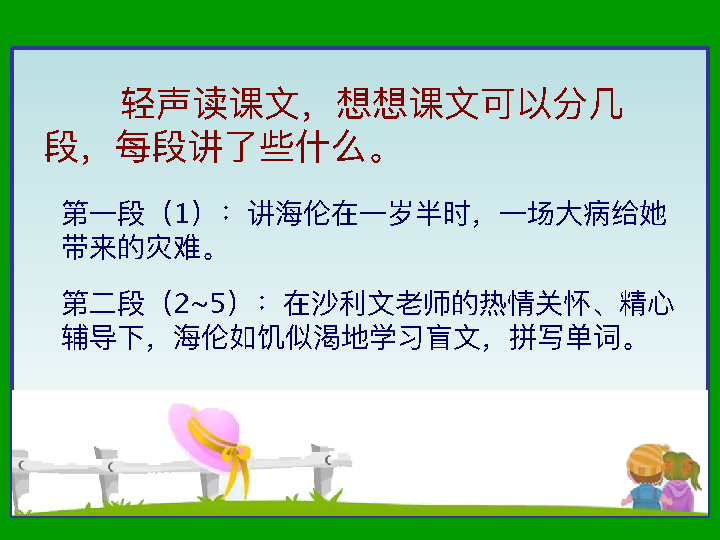 轻声读课文，想想课文可以分几
段，每段讲了些什么。
第一段（1）：讲海伦在一岁半时，一场大病给她
带来的灾难。
第二段（2~5）：在沙利文老师的热情关怀、精心
辅导下，海伦如饥似渴地学习盲文，拼写单词。